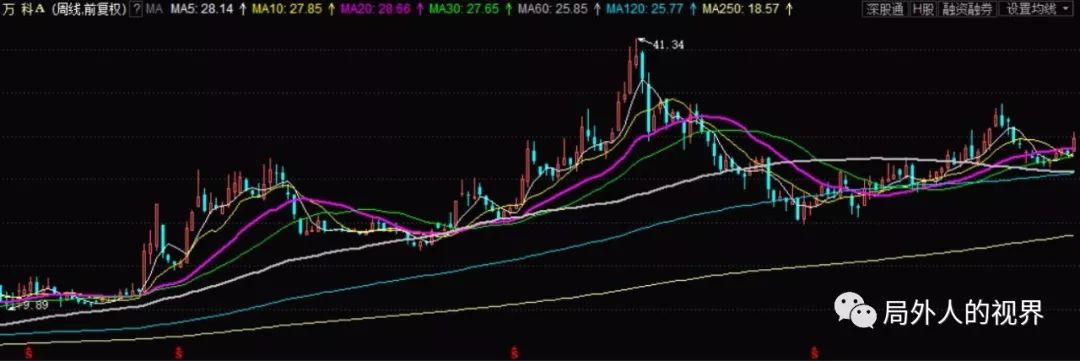 万 科A (周线,前复权) ? MA MA5: 28.14 ↑ MA10: 27.85 ↑ MA20: 28.66 ↑ MA30: 27.65 ↑ MA60: 25.85 ↑ MA120: 25.77 ↑ MA250: 18.57 ↑ 深股通 H股 融资融券 设置均线
41.34
9.89
局外人的视界
S S S S